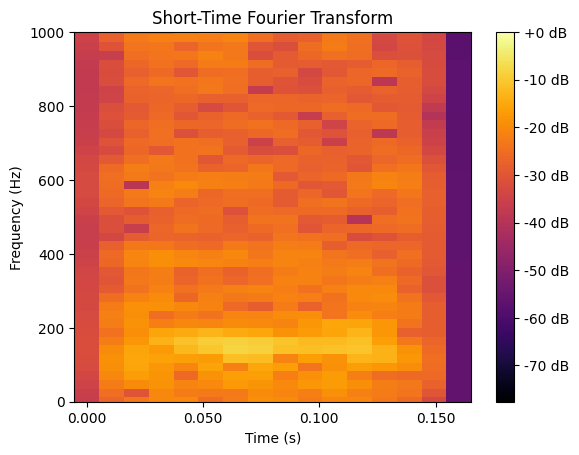 Short-Time Fourier Transform
Frequency (Hz)
1000
800
600
400
200
0
0.000
0.050
0.100
0.150
Time (s)
+0 dB
-10 dB
-20 dB
-30 dB
-40 dB
-50 dB
-60 dB
-70 dB